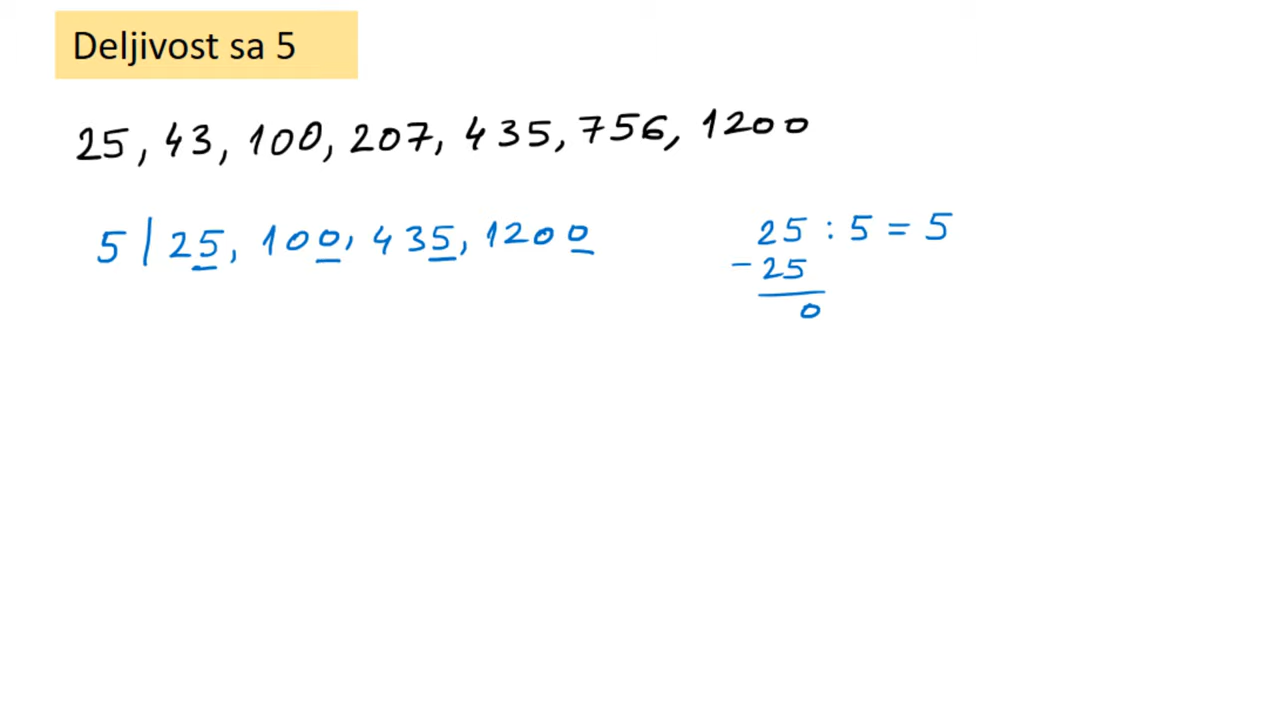 Deljivost sa 5
25, 43, 100, 207, 435, 756, 1200
5 | 25, 100, 435, 1200
25 : 5 = 5
- 25
0